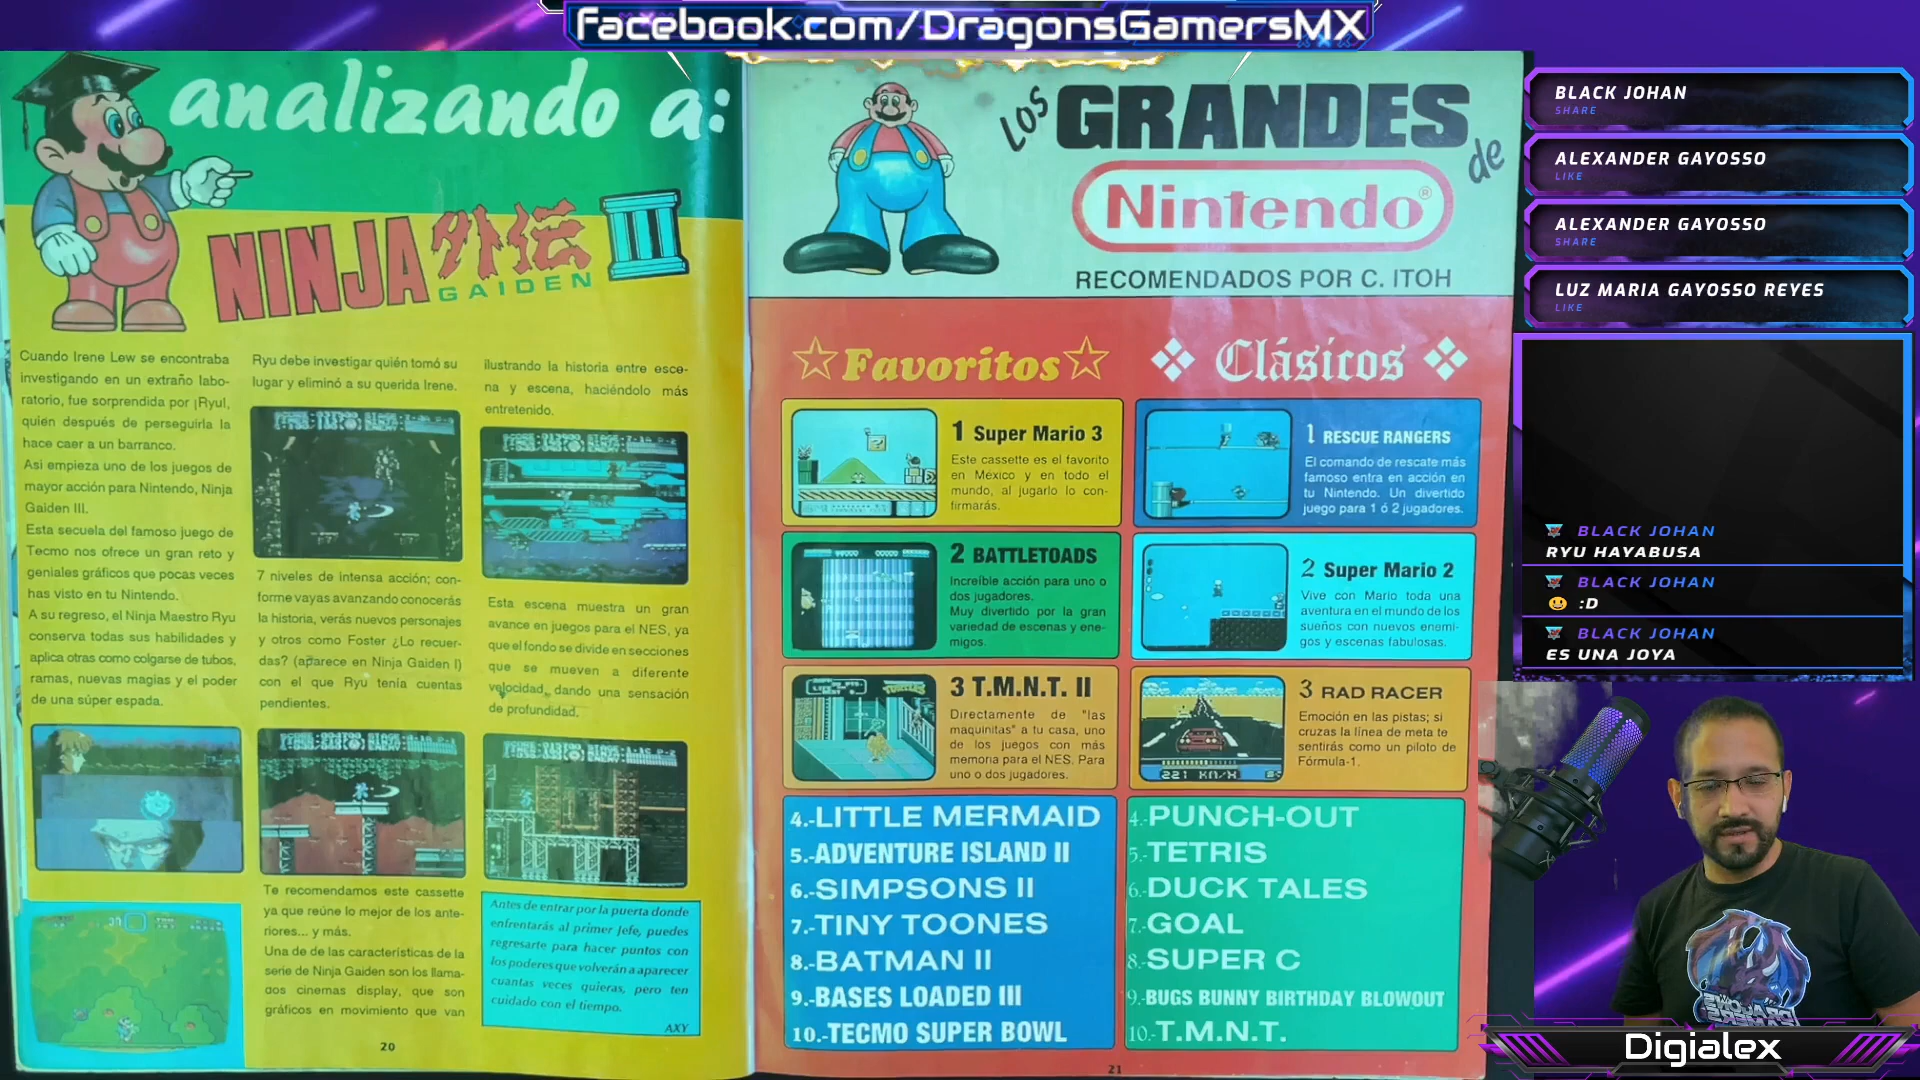 facebook.com/DragonsGamersMX
analizando a:
NINJA 外伝 III
GAIDEN
Cuando Irene Lew se encontraba
investigando en un extraño labo-
ratorio, fue sorprendida por ¡Ryu!,
quien después de perseguirla la
hace caer a un barranco.
Asi empieza uno de los juegos de
mayor acción para Nintendo, Ninja
Gaiden III.
Esta secuela del famoso juego de
Tecmo nos ofrece un gran reto y
geniales gráficos que pocas veces
has visto en tu Nintendo.
A su regreso, el Ninja Maestro Ryu
conserva todas sus habilidades y
aplica otras como colgarse de tubos,
ramas, nuevas magias y el poder
de una súper espada.
Ryu debe investigar quién tomó su
lugar y eliminó a su querida Irene.
7 niveles de intensa acción; con-
forme vayas avanzando conocerás
la historia, verás nuevos personajes
y otros como Foster ¿Lo recuer-
das? (aparece en Ninja Gaiden I)
con el que Ryu tenía cuentas
pendientes.
Te recomendamos este cassette
ya que reúne lo mejor de los ante-
riores... y más.
Una de de las características de la
serie de Ninja Gaiden son los llama-
dos cinemas display, que son
gráficos en movimiento que van
ilustrando la historia entre esce-
na y escena, haciéndolo más
entretenido.
Esta escena muestra un gran
avance en juegos para el NES, ya
que el fondo se divide en secciones
que se mueven a diferente
velocidad, dando una sensación
de profundidad.
Antes de entrar por la puerta donde
enfrentarás al primer Jefe, puedes
regresarte para hacer puntos con
los poderes que volverán a aparecer
cuantas veces quieras, pero ten
cuidado con el tiempo.
AXY
20
Los GRANDES de
Nintendo®
RECOMENDADOS POR C. ITOH
Favoritos
1 Super Mario 3
Este cassette es el favorito
en México y en todo el
mundo, al jugarlo lo con-
firmarás.
2 BATTLETOADS
Increíble acción para uno o
dos jugadores.
Muy divertido por la gran
variedad de escenas y ene-
migos.
3 T.M.N.T. II
Directamente de "las
maquinitas" a tu casa, uno
de los juegos con más
memoria para el NES. Para
uno o dos jugadores.
4.-LITTLE MERMAID
5.-ADVENTURE ISLAND II
6.-SIMPSONS II
7.-TINY TOONES
8.-BATMAN II
9.-BASES LOADED III
10.-TECMO SUPER BOWL
Clásicos
1 RESCUE RANGERS
El comando de rescate más
famoso entra en acción en
tu Nintendo. Un divertido
juego para 1 ó 2 jugadores.
2 Super Mario 2
Vive con Mario toda una
aventura en el mundo de los
sueños con nuevos enemi-
gos y escenas fabulosas.
3 RAD RACER
Emoción en las pistas; si
cruzas la línea de meta te
sentirás como un piloto de
Fórmula-1.
221 KM/H
4.-PUNCH-OUT
5.-TETRIS
6.-DUCK TALES
7.-GOAL
8.-SUPER C
9.-BUGS BUNNY BIRTHDAY BLOWOUT
10.-T.M.N.T.
21
BLACK JOHAN
SHARE
ALEXANDER GAYOSSO
LIKE
ALEXANDER GAYOSSO
SHARE
LUZ MARIA GAYOSSO REYES
LIKE
BLACK JOHAN
RYU HAYABUSA
BLACK JOHAN
:D
BLACK JOHAN
ES UNA JOYA
Digialex